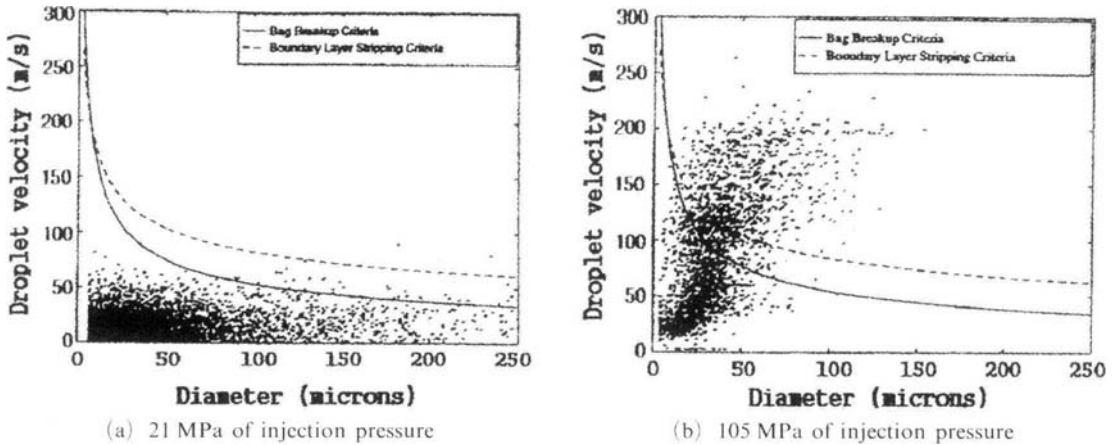 300
250
200
150
100
50
0
Droplet velocity (m/s)
Bag Breakup Criteria
Boundary Layer Stripping Criteria
0 50 100 150 200 250
Diameter (microns)
(a) 21 MPa of injection pressure
300
250
200
150
100
50
0
Droplet velocity (m/s)
Bag Breakup Criteria
Boundary Layer Stripping Criteria
0 50 100 150 200 250
Diameter (microns)
(b) 105 MPa of injection pressure